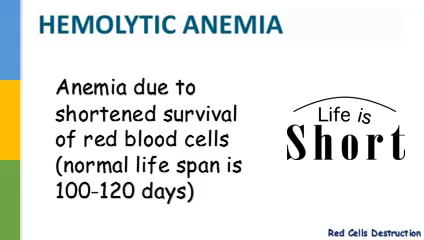 HEMOLYTIC ANEMIA
Anemia due to
shortened survival
of red blood cells
(normal life span is
100-120 days)
Life is
Short
Red Cells Destruction